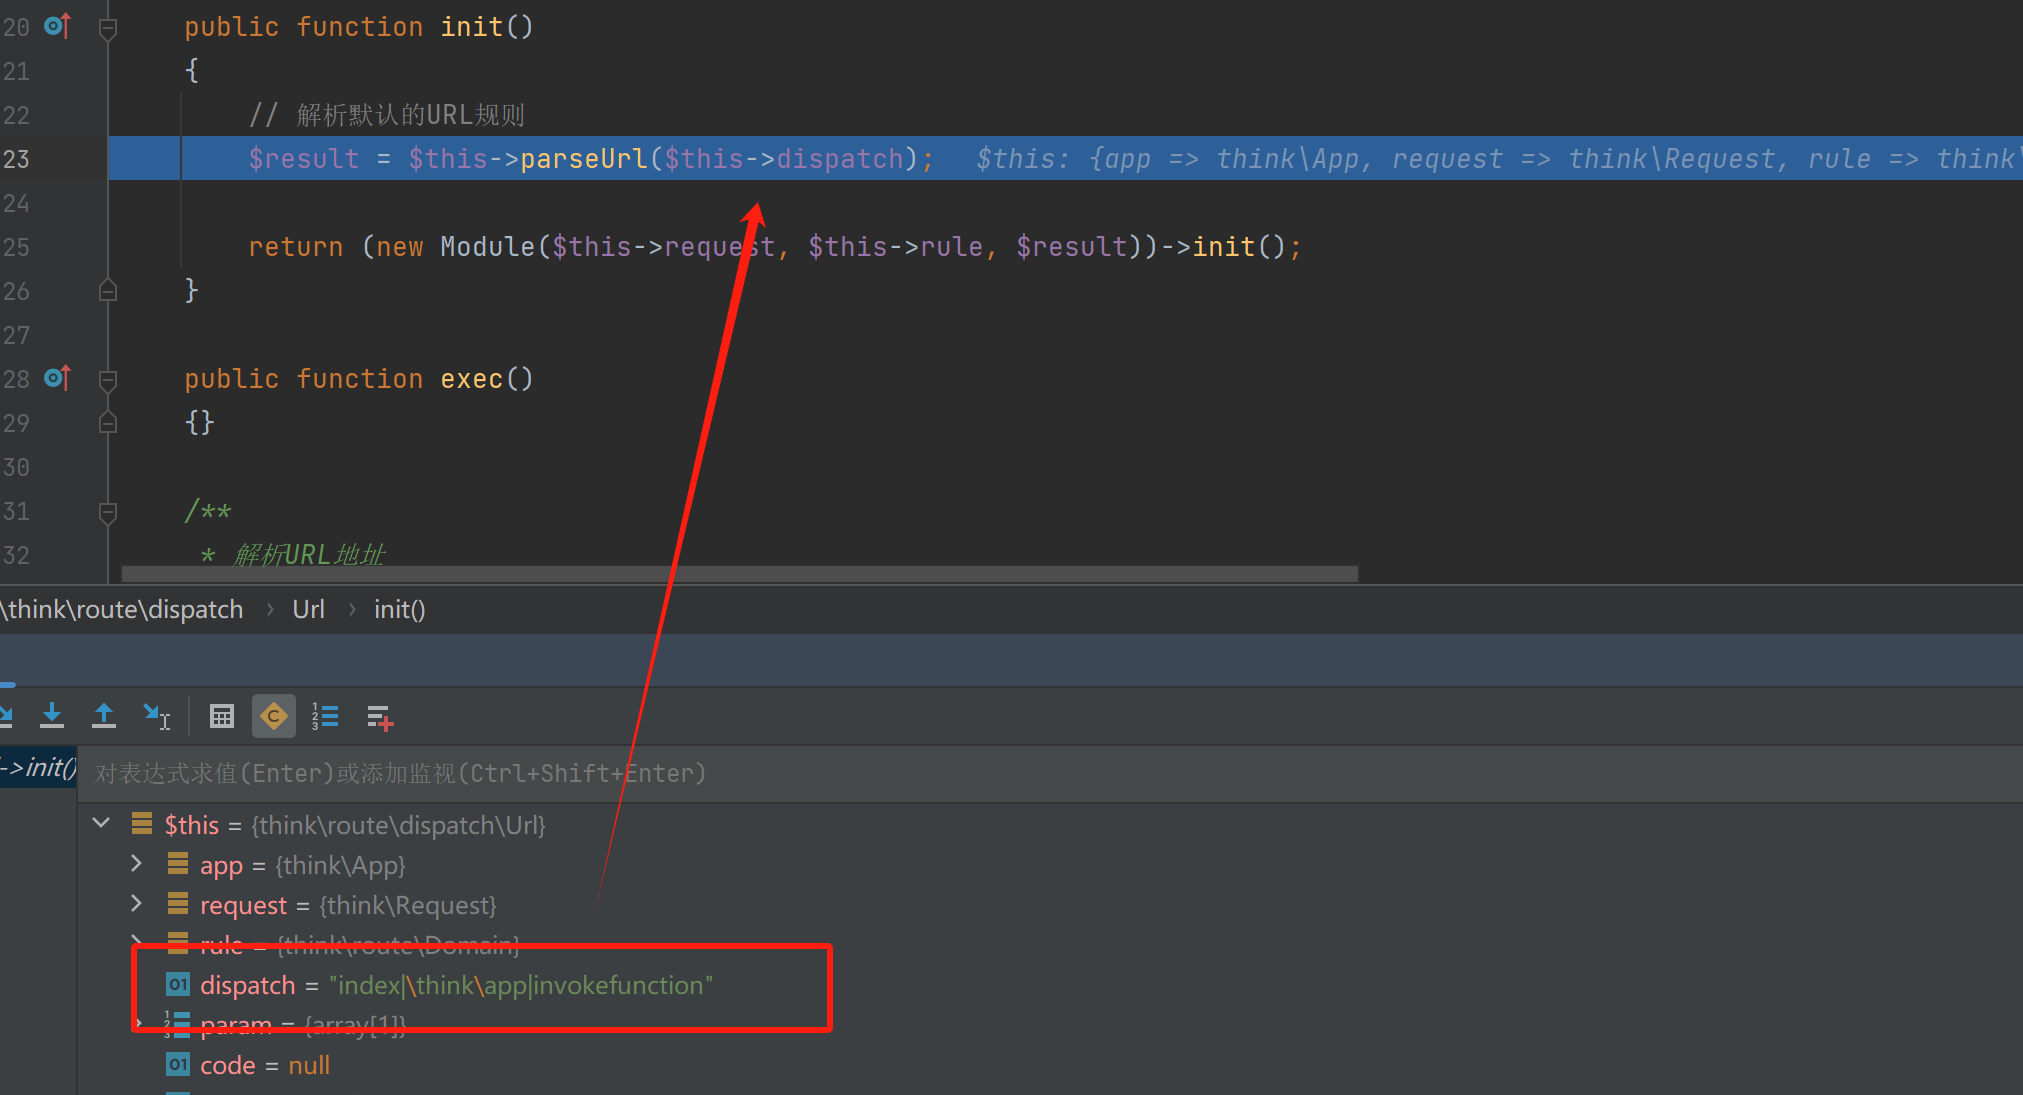 20 public function init()
21 {
22 // 解析默认的URL规则
23 $result = $this->parseUrl($this->dispatch); $this: {app => think\App, request => think\Request, rule => think\
24
25 return (new Module($this->request, $this->rule, $result))->init();
26 }
27
28 public function exec()
29 {}
30
31 /**
32 * 解析URL地址
\think\route\dispatch › Url › init()
->init()
对表达式求值(Enter)或添加监视(Ctrl+Shift+Enter)
$this = {think\route\dispatch\Url}
app = {think\App}
request = {think\Request}
rule = {think\route\Domain}
dispatch = "index|\think\app|invokefunction"
param = {array[1]}
code = null